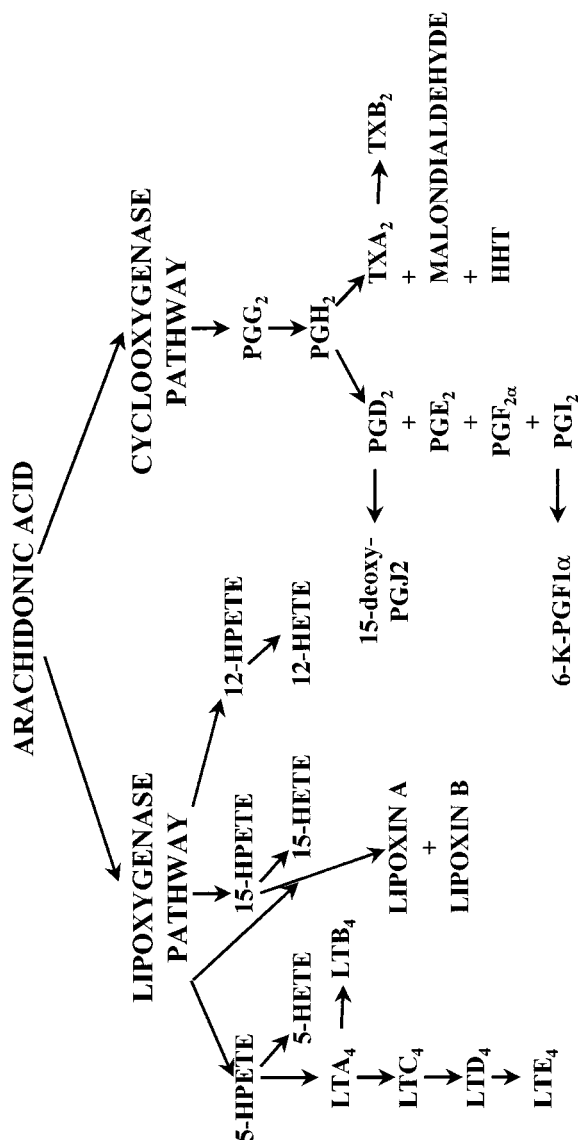 ARACHIDONIC ACID
LIPOXYGENASE
PATHWAY
CYCLOOXYGENASE
PATHWAY
5-HPETE
15-HPETE
12-HPETE
PGG₂
5-HETE
15-HETE
12-HETE
PGH₂
LTA₄
LTB₄
LTC₄
LTD₄
LTE₄
LIPOXIN A
+
LIPOXIN B
15-deoxy-
PGJ2
PGD₂
+
PGE₂
+
PGF₂α
+
PGI₂
6-K-PGF1α
TXA₂
TXB₂
+
MALONDIALDEHYDE
+
HHT